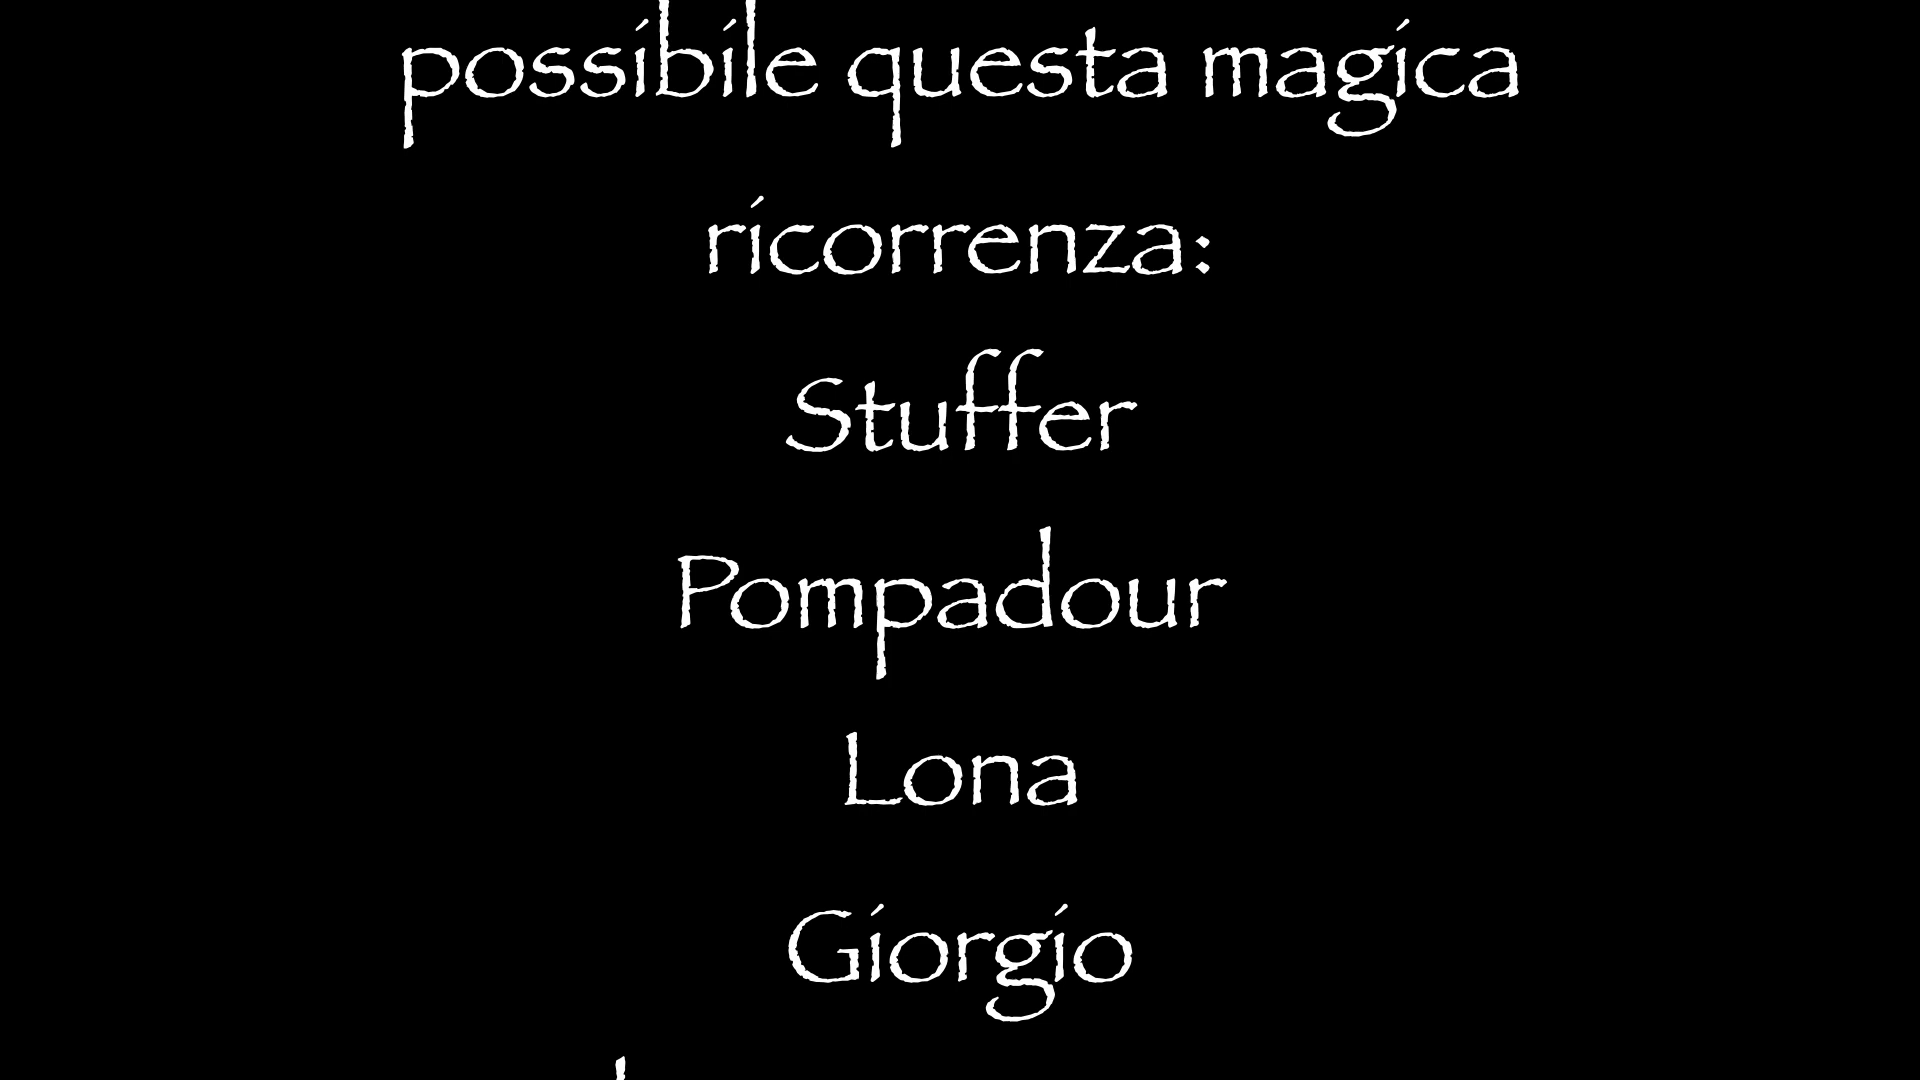 possibile questa magica
ricorrenza:
Stuffer
Pompadour
Lona
Giorgio